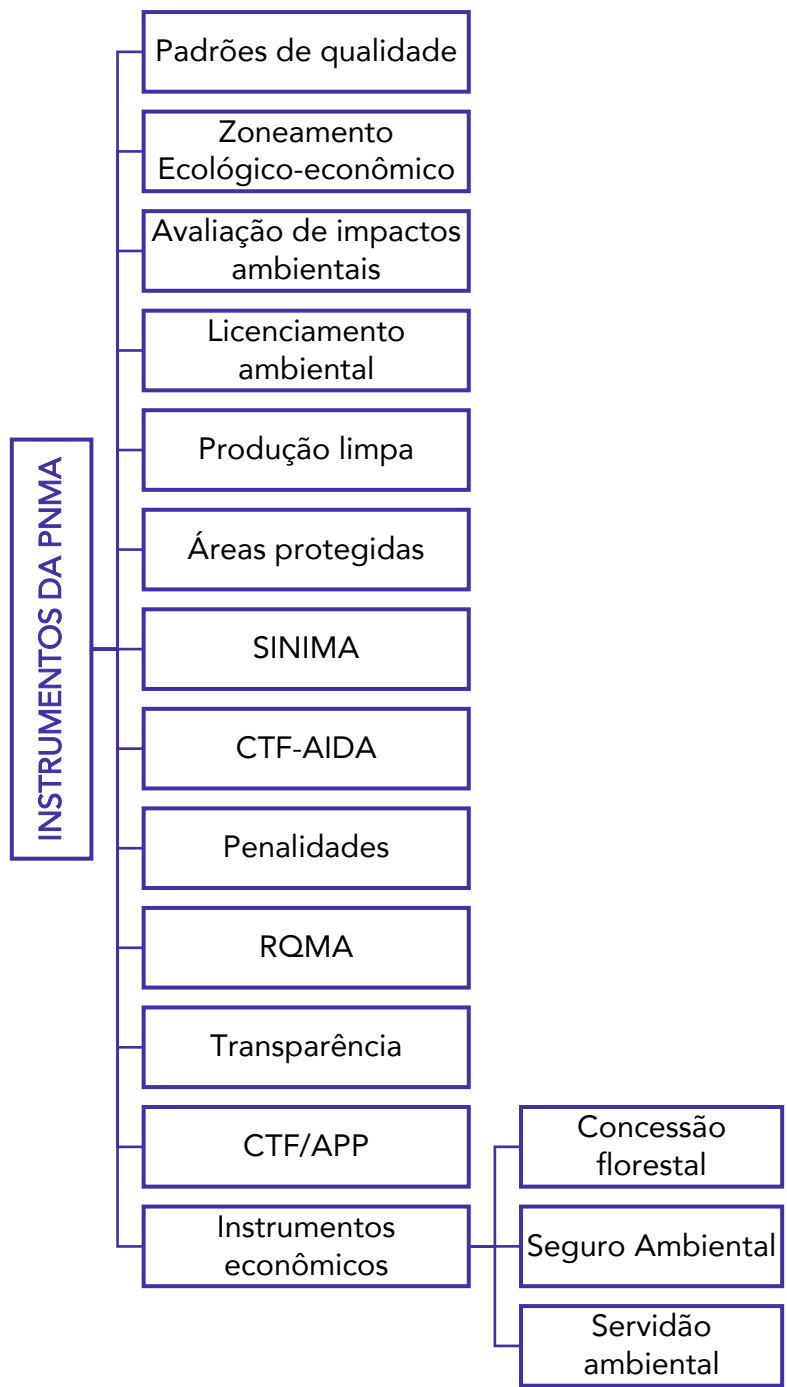 INSTRUMENTOS DA PNMA
Padrões de qualidade
Zoneamento
Ecológico-econômico
Avaliação de impactos
ambientais
Licenciamento
ambiental
Produção limpa
Áreas protegidas
SINIMA
CTF-AIDA
Penalidades
RQMA
Transparência
CTF/APP
Instrumentos
econômicos
Concessão
florestal
Seguro Ambiental
Servidão
ambiental